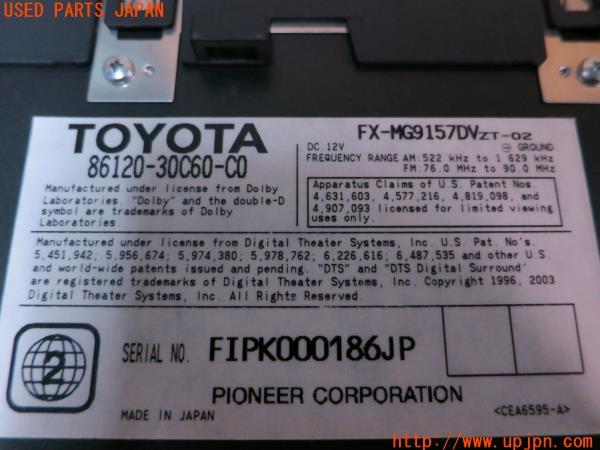 USED PARTS JAPAN
TOYOTA
86120-30C60-C0
FX-MG9157DVZT-02
DC.12V ⊖ GROUND
FREQUENCY RANGE AM:522 kHz to 1 629 kHz
FM:76.0 MHz to 90.0 MHz
Manufactured under license from Dolby
Laboratories. "Dolby" and the double-D
symbol are trademarks of Dolby
Laboratories.
Apparatus Claims of U.S. Patent Nos.
4,631,603, 4,577,216, 4,819,098, and
4,907,093 licensed for limited viewing
uses only.
Manufactured under license from Digital Theater Systems, Inc. U.S. Pat. No's.
5,451,942; 5,956,674; 5,974,380; 5,978,762; 6,226,616; 6,487,535 and other U.S.
and world-wide patents issued and pending. "DTS" and "DTS Digital Surround"
are registered trademarks of Digital Theater Systems, Inc. Copyright 1996, 2003
Digital Theater Systems, Inc. All Rights Reserved.
2
SERIAL NO. FIPK000186JP
PIONEER CORPORATION
MADE IN JAPAN
<CEA6595-A>
http://www.upjpn.com/